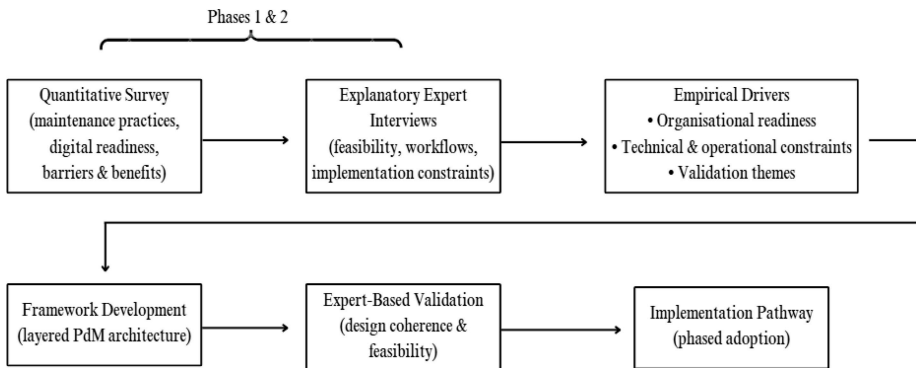 Phases 1 & 2
Quantitative Survey
(maintenance practices,
digital readiness,
barriers & benefits)
Explanatory Expert
Interviews
(feasibility, workflows,
implementation constraints)
Empirical Drivers
• Organisational readiness
• Technical & operational constraints
• Validation themes
Framework Development
(layered PdM architecture)
Expert-Based Validation
(design coherence &
feasibility)
Implementation Pathway
(phased adoption)